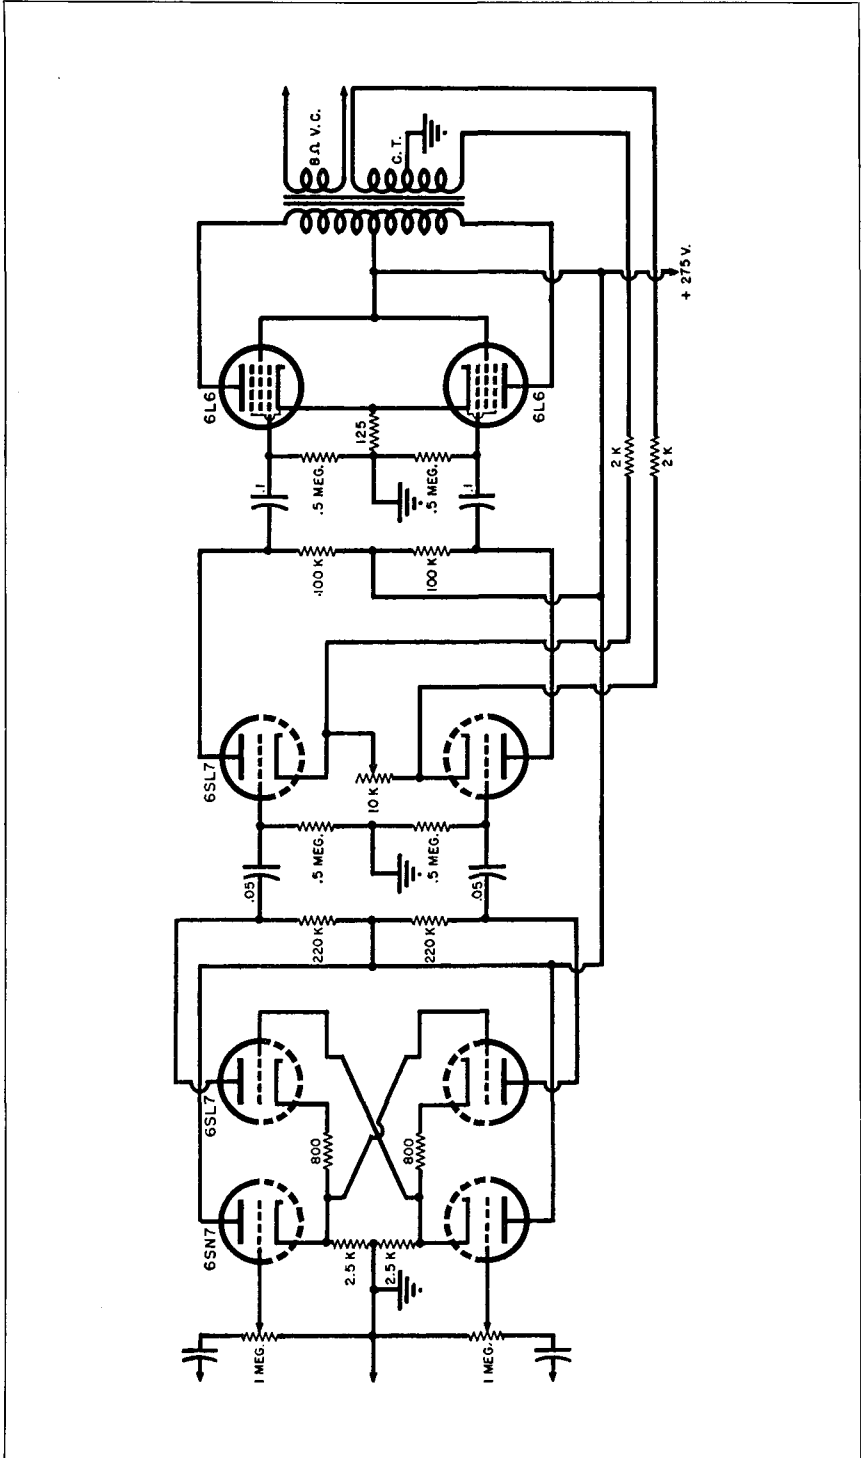 6SN7
6SL7
6SL7
6L6
.05
1 MEG.
.1
800
220K
.5 MEG.
.100 K
.5 MEG.
8 Ω V.C.
2.5 K
125
10 K
2.5 K
C.T.
800
220 K
.5 MEG.
100 K
.5 MEG.
.05
.1
1 MEG.
6L6
2 K
2 K
+ 275 V.